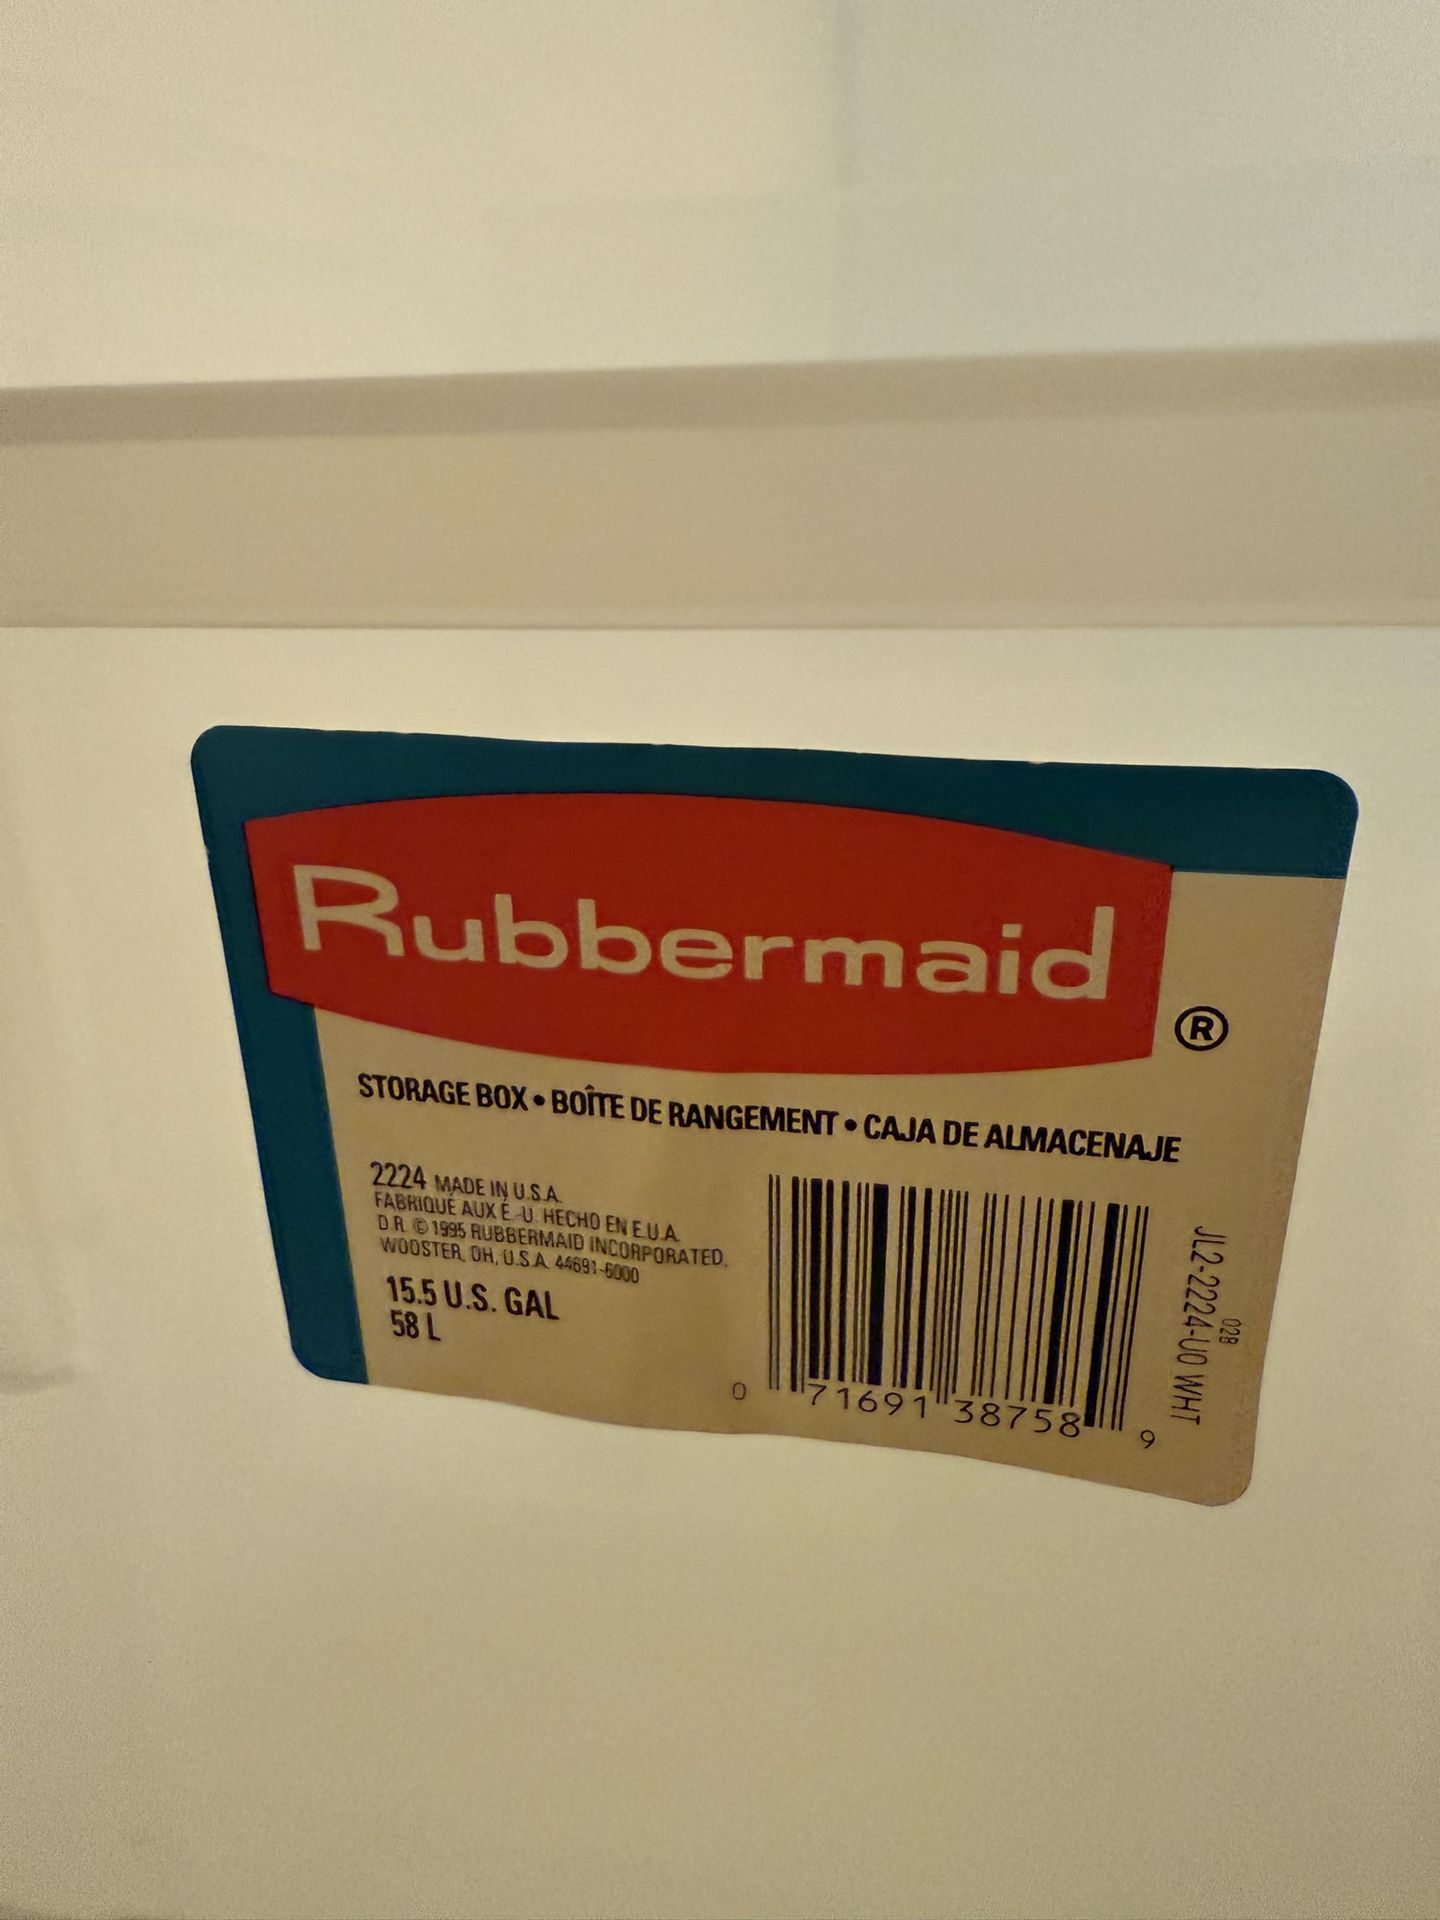 Rubbermaid
®
STORAGE BOX • BOÎTE DE RANGEMENT • CAJA DE ALMACENAJE
2224 MADE IN U.S.A.
FABRIQUÉ AUX É.-U. HECHO EN E.U.A.
D.R. © 1995 RUBBERMAID INCORPORATED.
WOOSTER, OH, U.S.A. 44691-6000
15.5 U.S. GAL
58 L
0 71691 38758 9
JL2-2224-U0 WHT
028